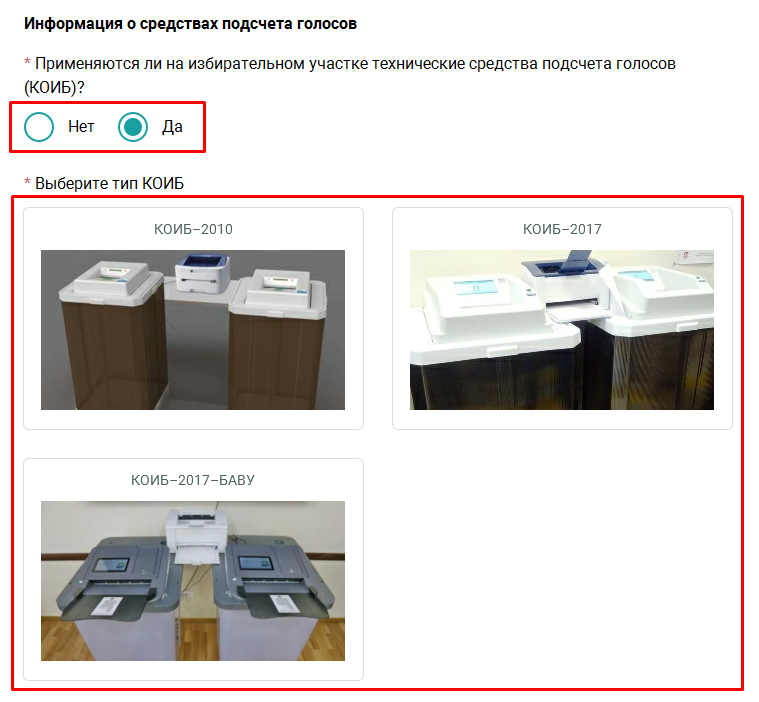 Информация о средствах подсчета голосов
* Применяются ли на избирательном участке технические средства подсчета голосов
(КОИБ)?
Нет Да
* Выберите тип КОИБ
КОИБ–2010 КОИБ–2017
КОИБ–2017–БАВУ